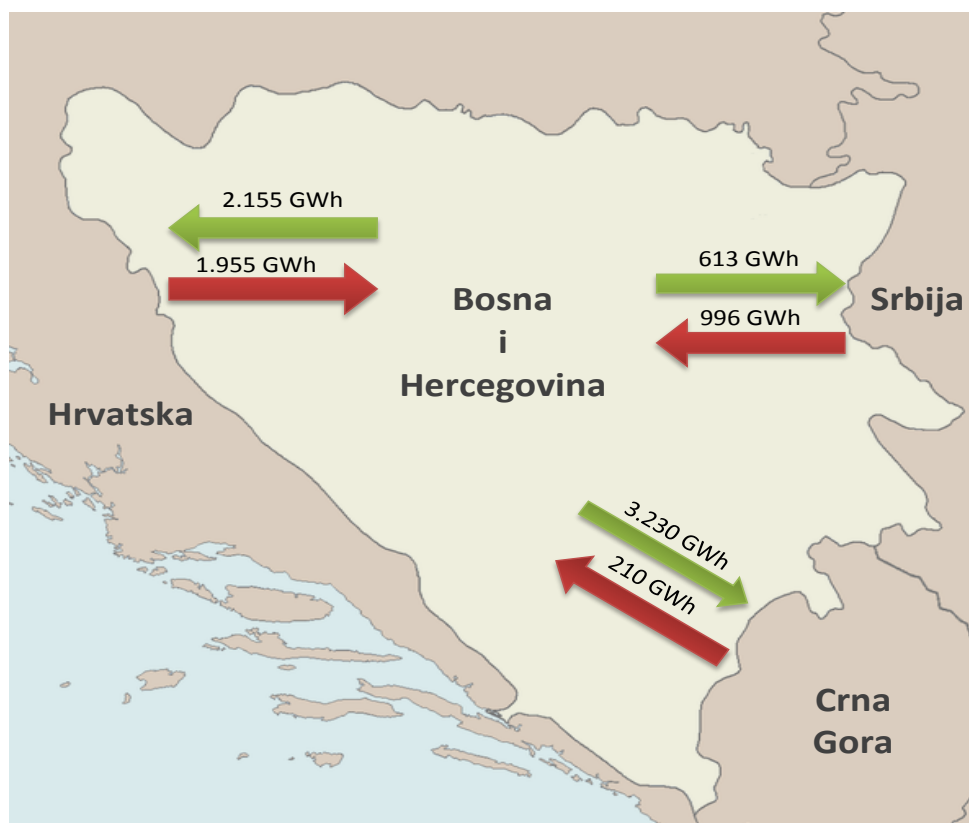 2.155 GWh
1.955 GWh
613 GWh
996 GWh
Bosna
i
Hercegovina
Srbija
Hrvatska
3.230 GWh
210 GWh
Crna
Gora